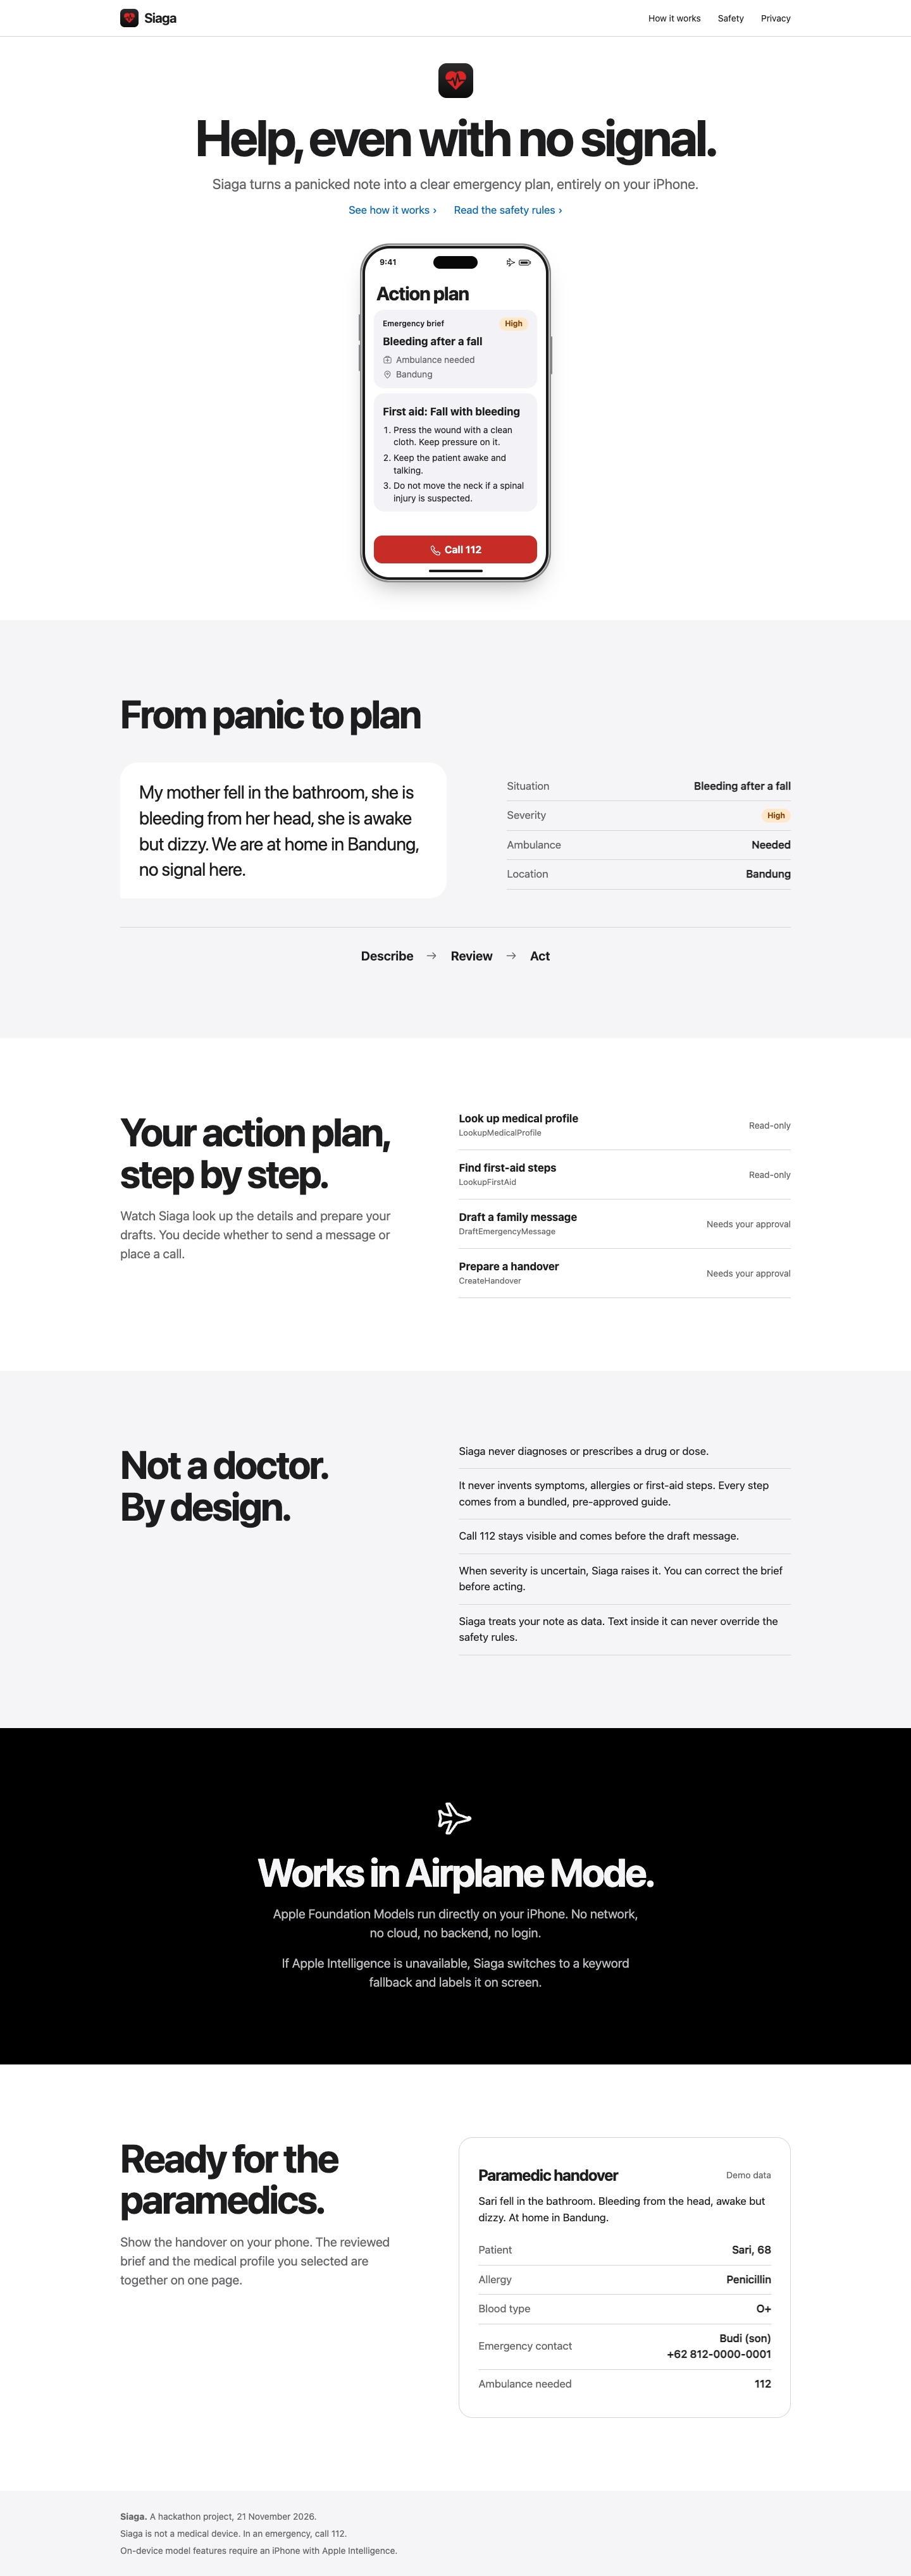 Siaga
How it works
Safety
Privacy
Help, even with no signal.
Siaga turns a panicked note into a clear emergency plan, entirely on your iPhone.
See how it works ›
Read the safety rules ›
9:41
Action plan
Emergency brief
High
Bleeding after a fall
Ambulance needed
Bandung
First aid: Fall with bleeding
1. Press the wound with a clean
cloth. Keep pressure on it.
2. Keep the patient awake and
talking.
3. Do not move the neck if a spinal
injury is suspected.
Call 112
From panic to plan
My mother fell in the bathroom, she is
bleeding from her head, she is awake
but dizzy. We are at home in Bandung,
no signal here.
Situation
Bleeding after a fall
Severity
High
Ambulance
Needed
Location
Bandung
Describe → Review → Act
Your action plan,
step by step.
Watch Siaga look up the details and prepare your
drafts. You decide whether to send a message or
place a call.
Look up medical profile
LookupMedicalProfile
Read-only
Find first-aid steps
LookupFirstAid
Read-only
Draft a family message
DraftEmergencyMessage
Needs your approval
Prepare a handover
CreateHandover
Needs your approval
Not a doctor.
By design.
Siaga never diagnoses or prescribes a drug or dose.
It never invents symptoms, allergies or first-aid steps. Every step
comes from a bundled, pre-approved guide.
Call 112 stays visible and comes before the draft message.
When severity is uncertain, Siaga raises it. You can correct the brief
before acting.
Siaga treats your note as data. Text inside it can never override the
safety rules.
Works in Airplane Mode.
Apple Foundation Models run directly on your iPhone. No network,
no cloud, no backend, no login.
If Apple Intelligence is unavailable, Siaga switches to a keyword
fallback and labels it on screen.
Ready for the
paramedics.
Show the handover on your phone. The reviewed
brief and the medical profile you selected are
together on one page.
Paramedic handover
Demo data
Sari fell in the bathroom. Bleeding from the head, awake but
dizzy. At home in Bandung.
Patient
Sari, 68
Allergy
Penicillin
Blood type
O+
Emergency contact
Budi (son)
+62 812-0000-0001
Ambulance needed
112
Siaga. A hackathon project, 21 November 2026.
Siaga is not a medical device. In an emergency, call 112.
On-device model features require an iPhone with Apple Intelligence.